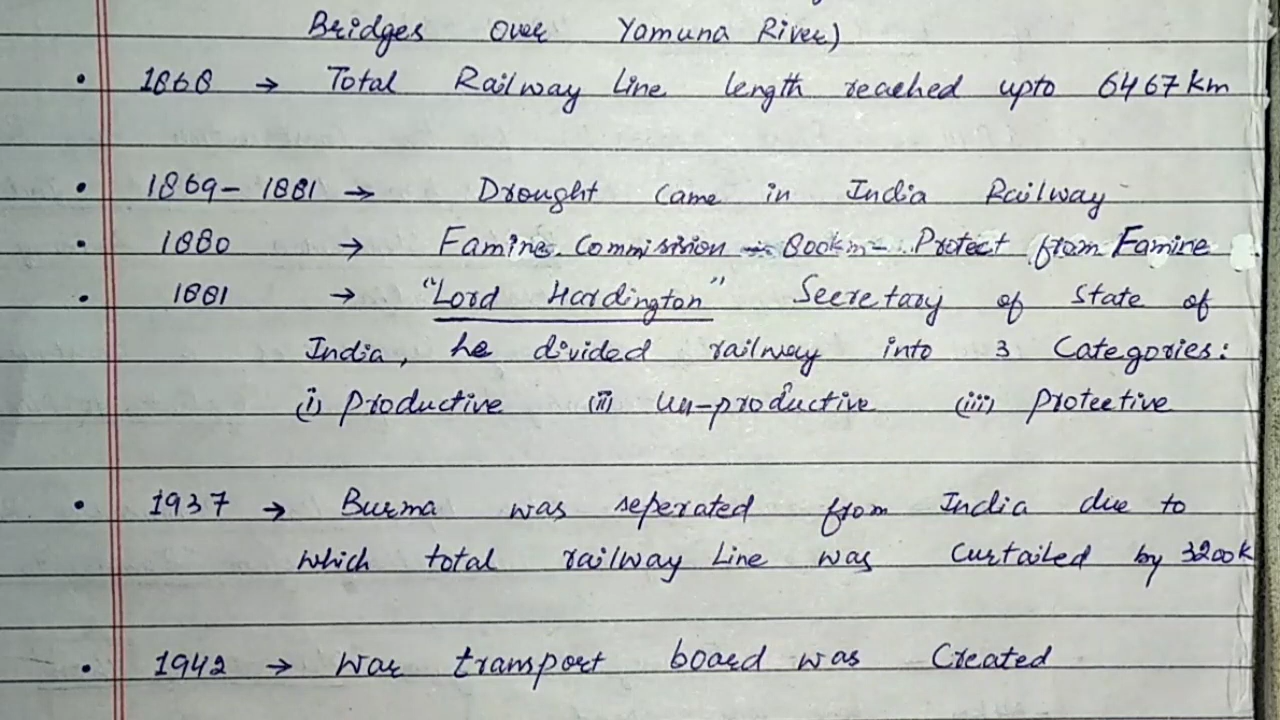 Bridges over Yamuna River)
• 1868 → Total Railway Line length reached upto 6467 km
• 1869 - 1881 → Drought came in India Railway
• 1880 → Famine Commision - 800km - Protect from Famine
• 1881 → "Lord Hardington" Secretary of State of
India, he divided railway into 3 Categories:
(i) Productive (ii) Un-productive (iii) Protective
• 1937 → Burma was seperated from India due to
which total railway Line was curtailed by 3200k
• 1942 → War transport board was Created